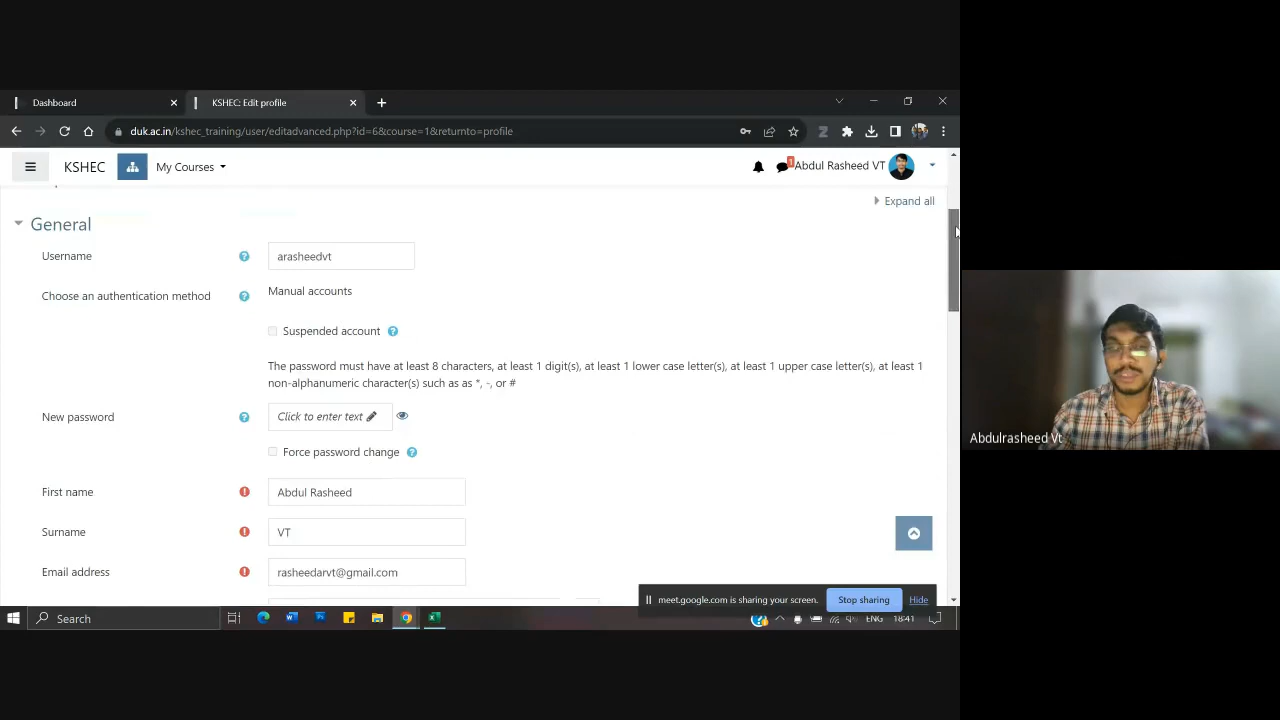 Dashboard
KSHEC: Edit profile
duk.ac.in/kshec_training/user/editadvanced.php?id=6&course=1&returnto=profile
KSHEC
My Courses
1
Abdul Rasheed VT
Expand all
General
Username
arasheedvt
Choose an authentication method
Manual accounts
Suspended account
The password must have at least 8 characters, at least 1 digit(s), at least 1 lower case letter(s), at least 1 upper case letter(s), at least 1
non-alphanumeric character(s) such as as *, -, or #
New password
Click to enter text
Force password change
First name
Abdul Rasheed
Surname
VT
Email address
rasheedarvt@gmail.com
meet.google.com is sharing your screen.
Stop sharing
Hide
Search
ENG
18:41
Abdulrasheed Vt